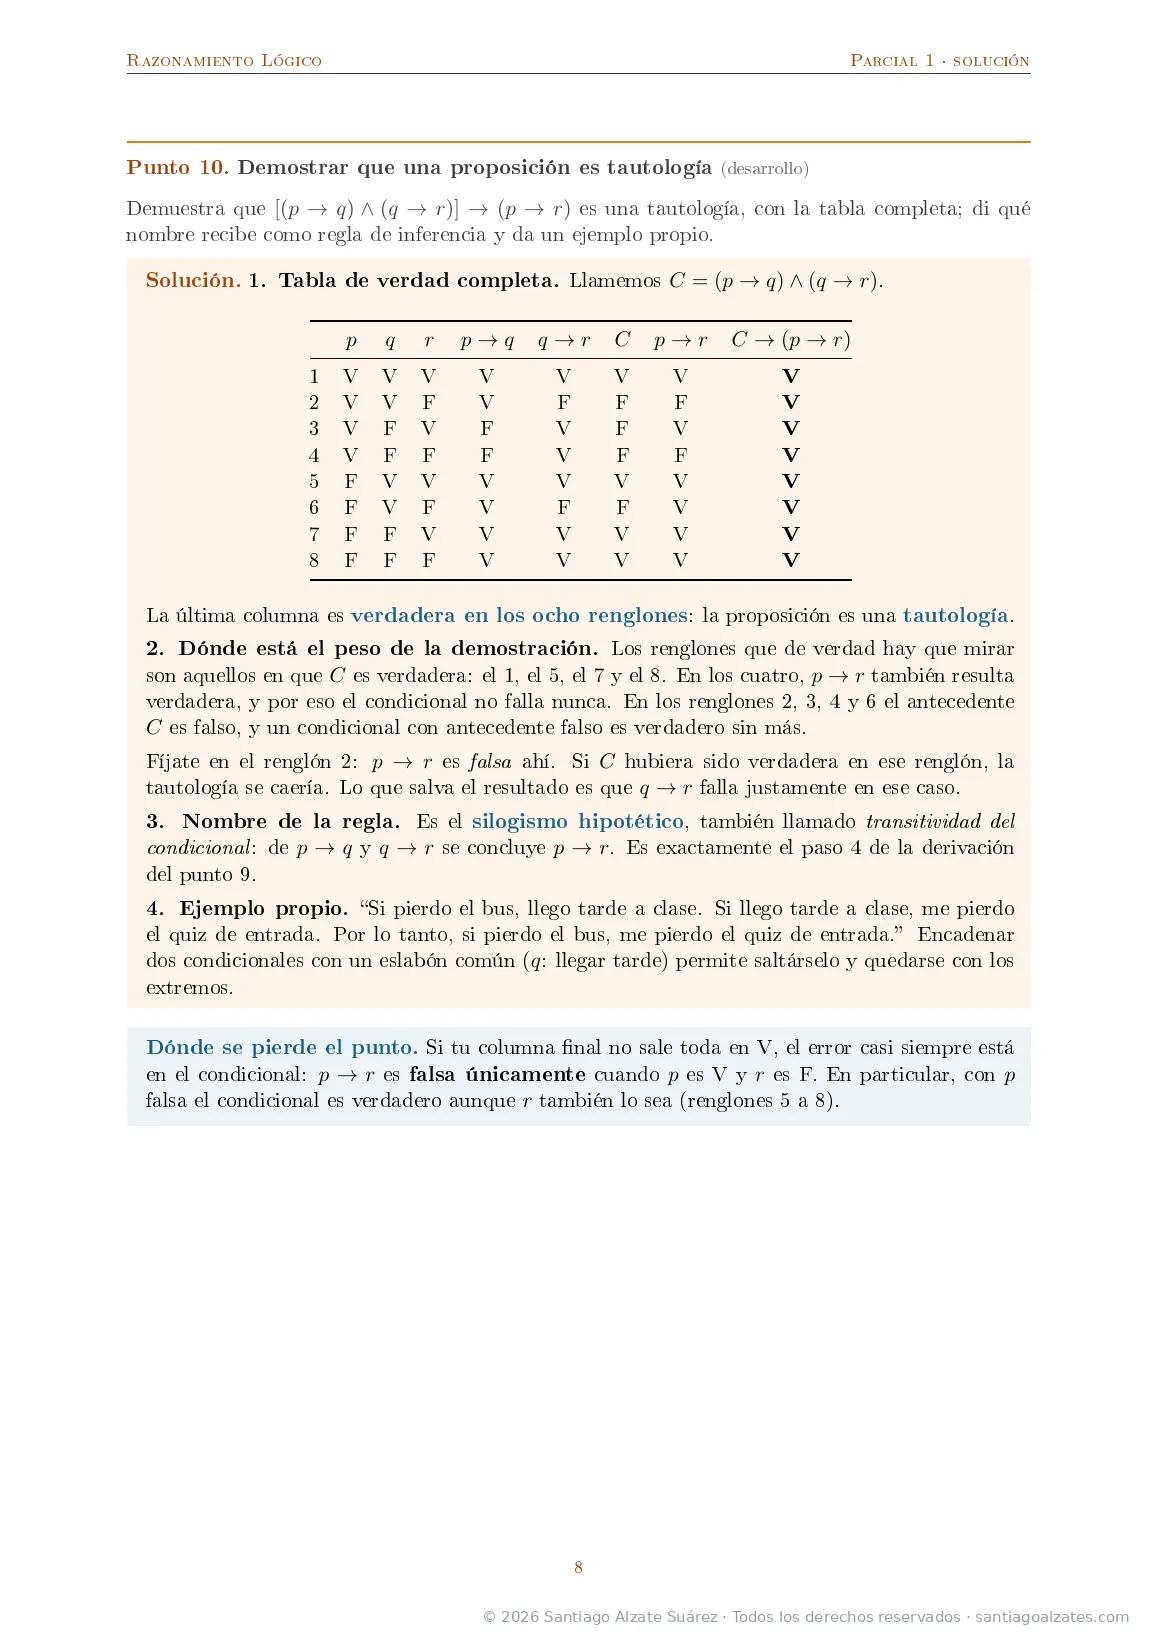 Razonamiento Lógico
Parcial 1 · solución
Punto 10. Demostrar que una proposición es tautología (desarrollo)
Demuestra que [(p → q) ∧ (q → r)] → (p → r) es una tautología, con la tabla completa; di qué
nombre recibe como regla de inferencia y da un ejemplo propio.
Solución. 1. Tabla de verdad completa. Llamemos C = (p → q) ∧ (q → r).
p q r p → q q → r C p → r C → (p → r)
1 V V V V V V V V
2 V V F V F F F V
3 V F V F V F V V
4 V F F F V F F V
5 F V V V V V V V
6 F V F V F F V V
7 F F V V V V V V
8 F F F V V V V V
La última columna es verdadera en los ocho renglones: la proposición es una tautología.
2. Dónde está el peso de la demostración. Los renglones que de verdad hay que mirar
son aquellos en que C es verdadera: el 1, el 5, el 7 y el 8. En los cuatro, p → r también resulta
verdadera, y por eso el condicional no falla nunca. En los renglones 2, 3, 4 y 6 el antecedente
C es falso, y un condicional con antecedente falso es verdadero sin más.
Fíjate en el renglón 2: p → r es falsa ahí. Si C hubiera sido verdadera en ese renglón, la
tautología se caería. Lo que salva el resultado es que q → r falla justamente en ese caso.
3. Nombre de la regla. Es el silogismo hipotético, también llamado transitividad del
condicional: de p → q y q → r se concluye p → r. Es exactamente el paso 4 de la derivación
del punto 9.
4. Ejemplo propio. “Si pierdo el bus, llego tarde a clase. Si llego tarde a clase, me pierdo
el quiz de entrada. Por lo tanto, si pierdo el bus, me pierdo el quiz de entrada.” Encadenar
dos condicionales con un eslabón común (q: llegar tarde) permite saltárselo y quedarse con los
extremos.
Dónde se pierde el punto. Si tu columna final no sale toda en V, el error casi siempre está
en el condicional: p → r es falsa únicamente cuando p es V y r es F. En particular, con p
falsa el condicional es verdadero aunque r también lo sea (renglones 5 a 8).
8
© 2026 Santiago Alzate Suárez · Todos los derechos reservados · santiagoalzates.com